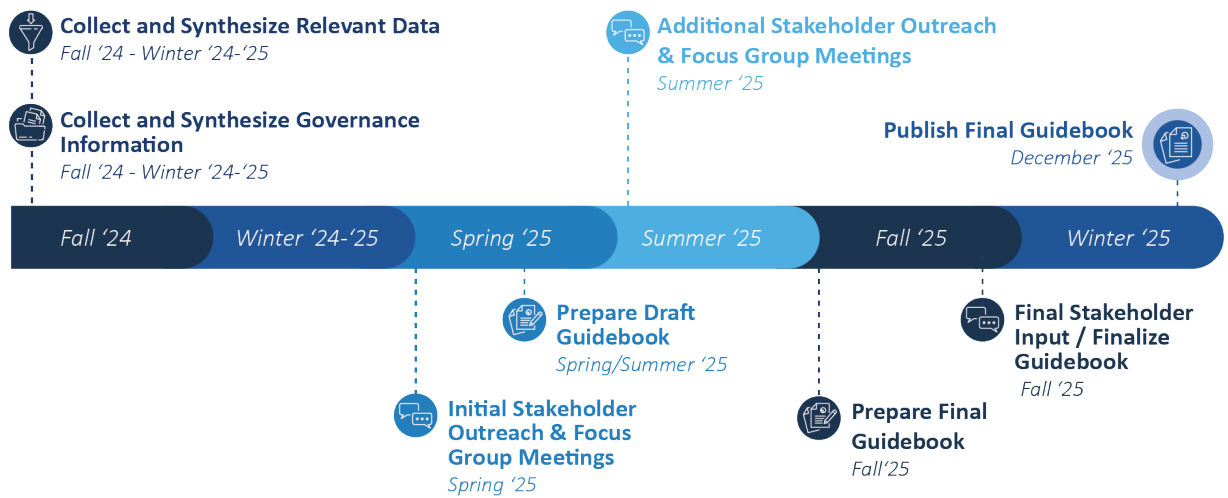 Collect and Synthesize Relevant Data
Fall ‘24 - Winter ‘24-‘25
Collect and Synthesize Governance
Information
Fall ‘24 - Winter ‘24-‘25
Additional Stakeholder Outreach
& Focus Group Meetings
Summer ‘25
Publish Final Guidebook
December ‘25
Fall ‘24
Winter ‘24-‘25
Spring ‘25
Summer ‘25
Fall ‘25
Winter ‘25
Prepare Draft
Guidebook
Spring/Summer ‘25
Initial Stakeholder
Outreach & Focus
Group Meetings
Spring ‘25
Final Stakeholder
Input / Finalize
Guidebook
Fall ‘25
Prepare Final
Guidebook
Fall‘25